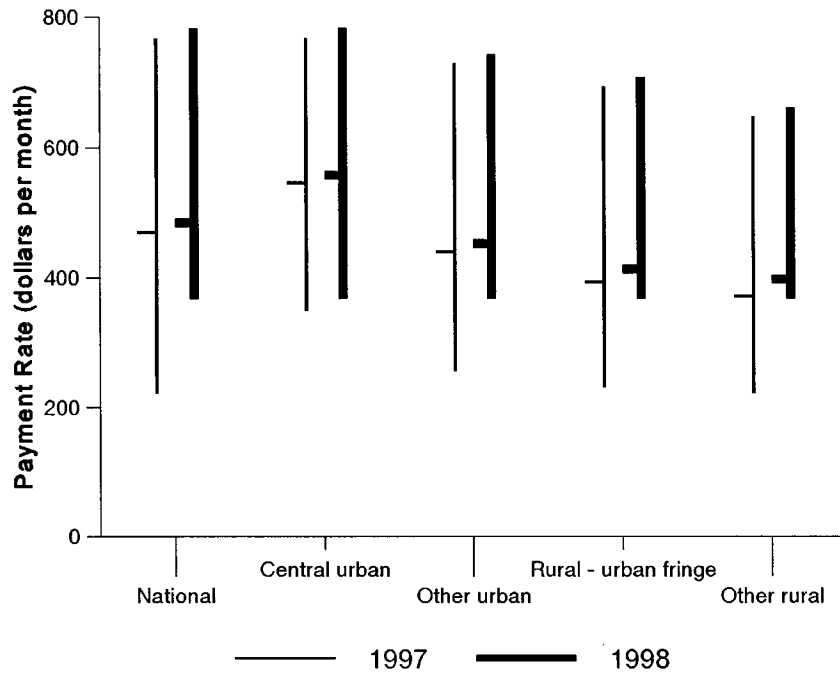 Payment Rate (dollars per month)
800
600
400
200
0
Central urban
Rural - urban fringe
National
Other urban
Other rural
1997
1998